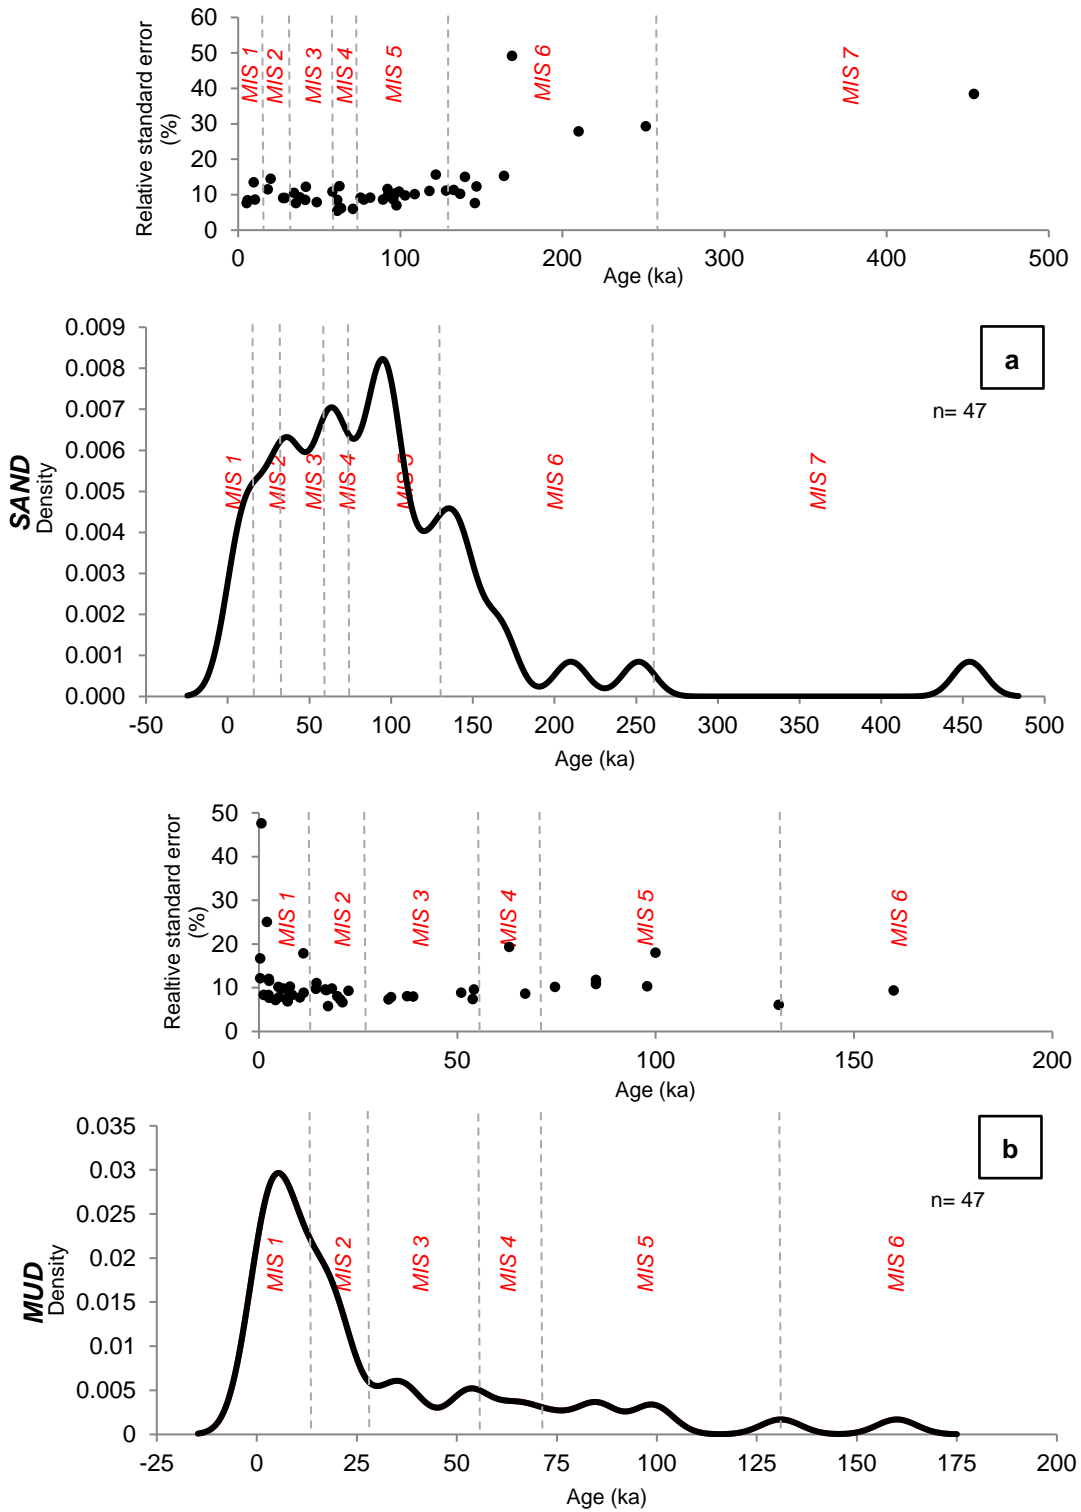 60
50
40
30
20
10
0
Relative standard error
(%)
MIS 1
MIS 2
MIS 3
MIS 4
MIS 5
MIS 6
MIS 7
0 100 200 300 400 500
Age (ka)
0.009
0.008
0.007
0.006
0.005
0.004
0.003
0.002
0.001
0.000
SAND
Density
a
n= 47
MIS 1
MIS 2
MIS 3
MIS 4
MIS 5
MIS 6
MIS 7
-50 0 50 100 150 200 250 300 350 400 450 500
Age (ka)
50
40
30
20
10
0
Realtive standard error
(%)
MIS 1
MIS 2
MIS 3
MIS 4
MIS 5
MIS 6
0 50 100 150 200
Age (ka)
0.035
0.03
0.025
0.02
0.015
0.01
0.005
0
MUD
Density
b
n= 47
MIS 1
MIS 2
MIS 3
MIS 4
MIS 5
MIS 6
-25 0 25 50 75 100 125 150 175 200
Age (ka)